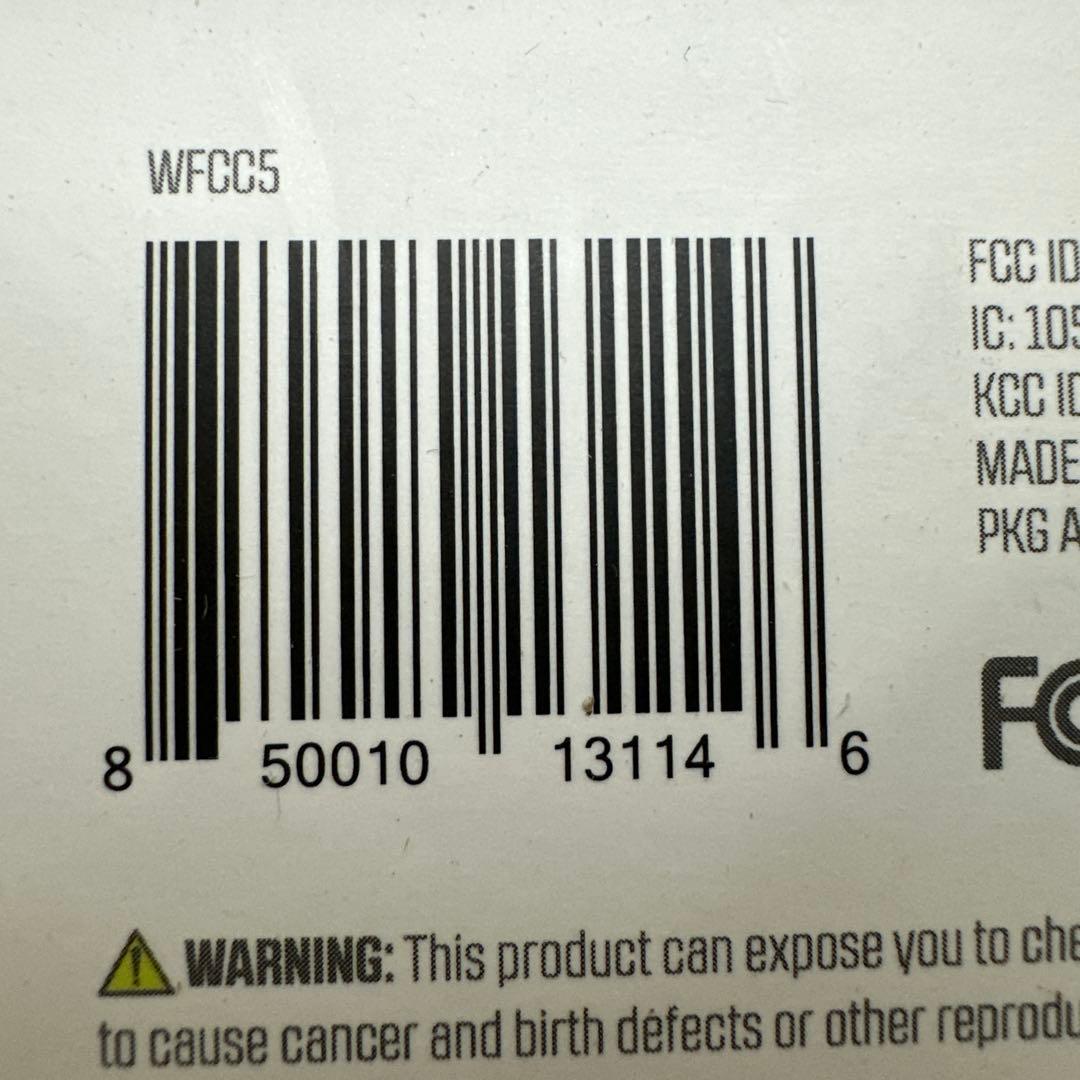 WFCC5
FCC ID
IC: 105
KCC ID
MADE
PKG A
8 50010 13114 6
FC
WARNING: This product can expose you to che
to cause cancer and birth defects or other reprodu